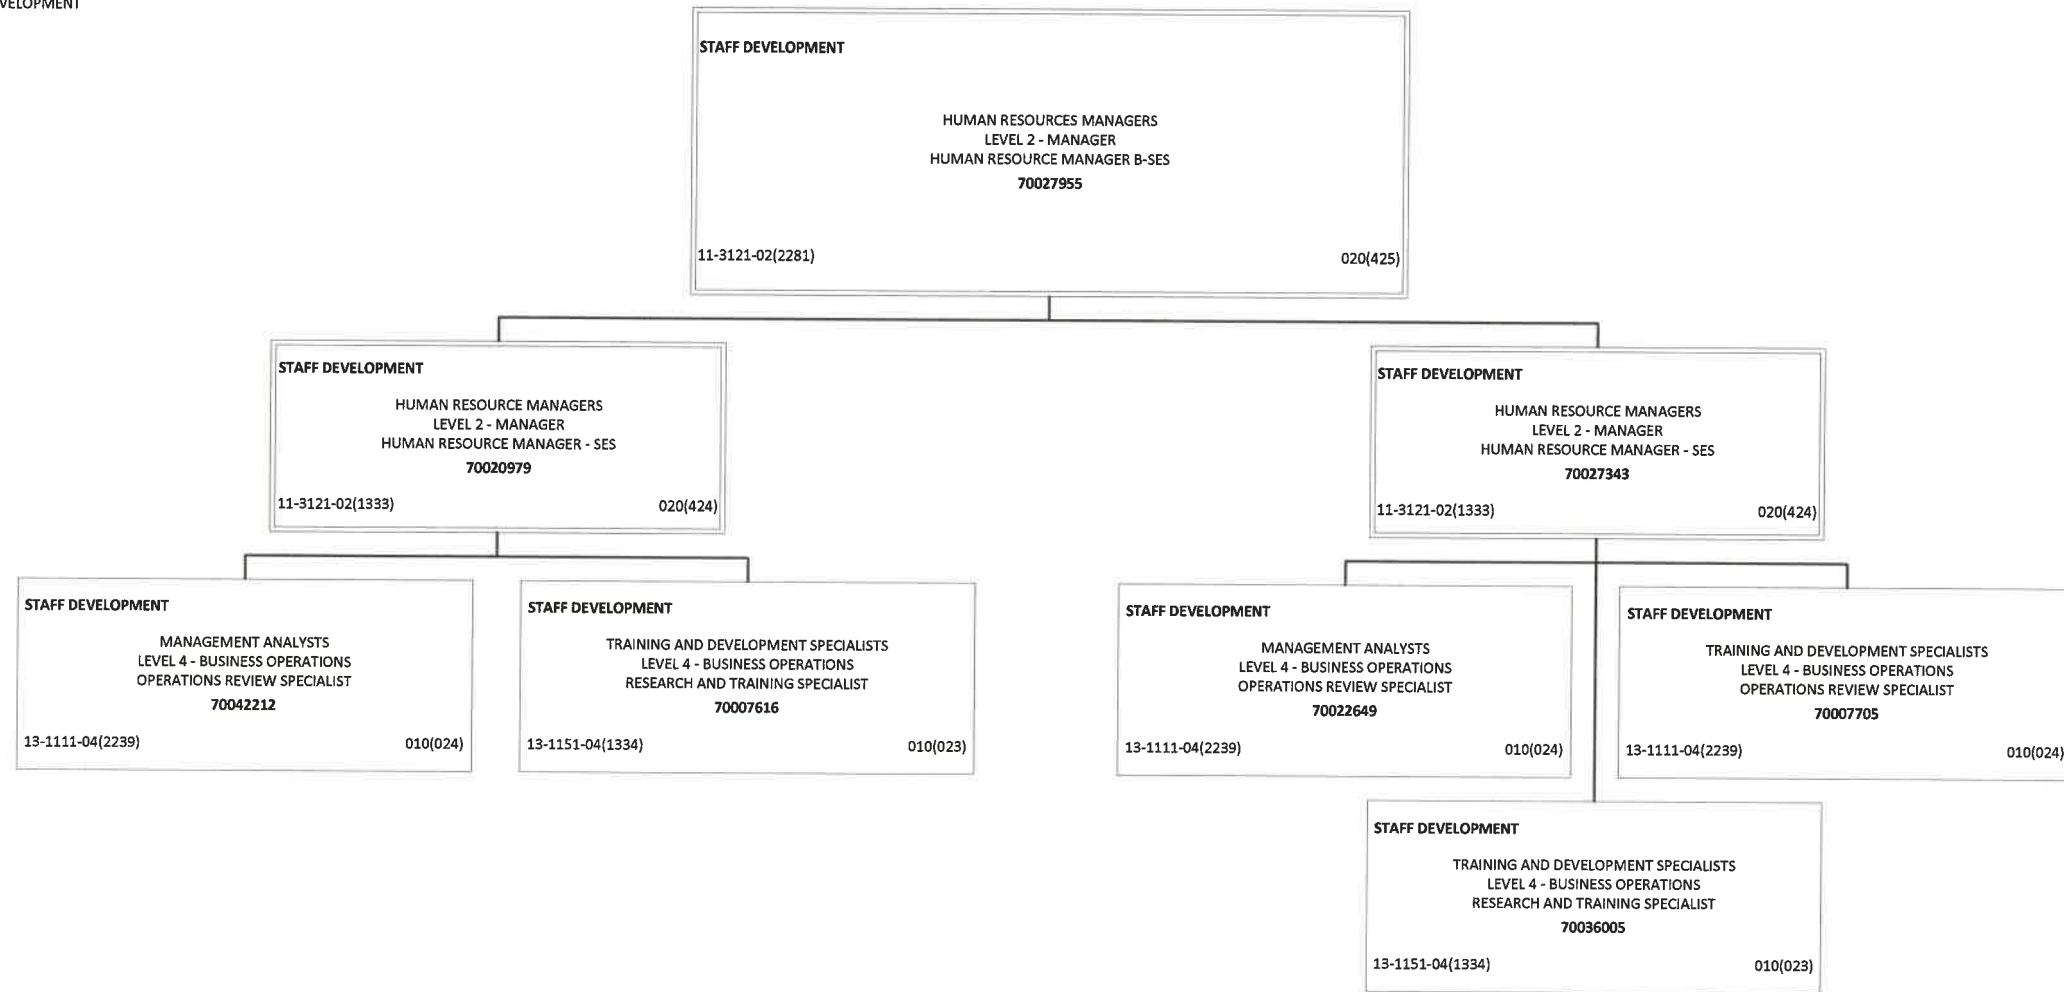 VELOPMENT
STAFF DEVELOPMENT
HUMAN RESOURCES MANAGERS
LEVEL 2 - MANAGER
HUMAN RESOURCE MANAGER B-SES
70027955
11-3121-02(2281)
020(425)
STAFF DEVELOPMENT
HUMAN RESOURCE MANAGERS
LEVEL 2 - MANAGER
HUMAN RESOURCE MANAGER - SES
70020979
11-3121-02(1333)
020(424)
STAFF DEVELOPMENT
HUMAN RESOURCE MANAGERS
LEVEL 2 - MANAGER
HUMAN RESOURCE MANAGER - SES
70027343
11-3121-02(1333)
020(424)
STAFF DEVELOPMENT
MANAGEMENT ANALYSTS
LEVEL 4 - BUSINESS OPERATIONS
OPERATIONS REVIEW SPECIALIST
70042212
13-1111-04(2239)
010(024)
STAFF DEVELOPMENT
TRAINING AND DEVELOPMENT SPECIALISTS
LEVEL 4 - BUSINESS OPERATIONS
RESEARCH AND TRAINING SPECIALIST
70007616
13-1151-04(1334)
010(023)
STAFF DEVELOPMENT
MANAGEMENT ANALYSTS
LEVEL 4 - BUSINESS OPERATIONS
OPERATIONS REVIEW SPECIALIST
70022649
13-1111-04(2239)
010(024)
STAFF DEVELOPMENT
TRAINING AND DEVELOPMENT SPECIALISTS
LEVEL 4 - BUSINESS OPERATIONS
OPERATIONS REVIEW SPECIALIST
70007705
13-1111-04(2239)
010(024)
STAFF DEVELOPMENT
TRAINING AND DEVELOPMENT SPECIALISTS
LEVEL 4 - BUSINESS OPERATIONS
RESEARCH AND TRAINING SPECIALIST
70036005
13-1151-04(1334)
010(023)